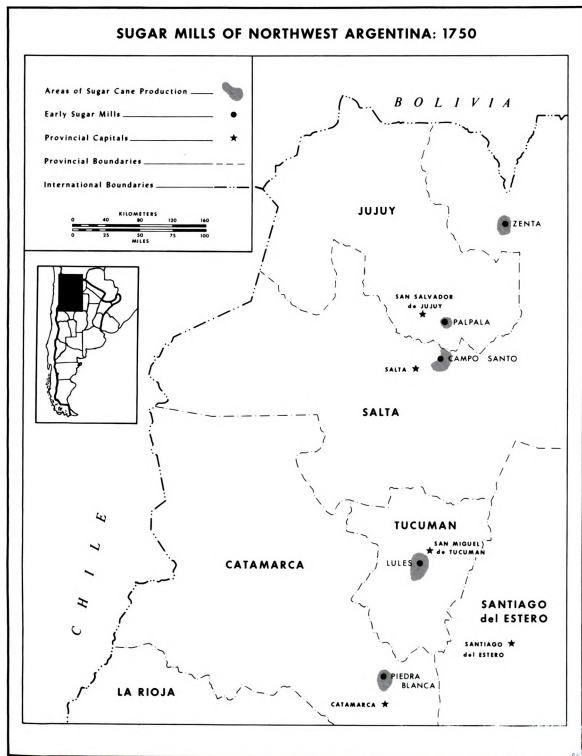 SUGAR MILLS OF NORTHWEST ARGENTINA: 1750
Areas of Sugar Cane Production
Early Sugar Mills
Provincial Capitals
Provincial Boundaries
International Boundaries
KILOMETERS
0 40 80 120 160
0 25 50 75 100
MILES
BOLIVIA
JUJUY
ZENTA
SAN SALVADOR
de JUJUY
PALPALA
CAMPO SANTO
SALTA
SALTA
TUCUMAN
SAN MIGUEL
de TUCUMAN
LULES
CATAMARCA
CHILE
SANTIAGO
del ESTERO
SANTIAGO
del ESTERO
PIEDRA
BLANCA
LA RIOJA
CATAMARCA